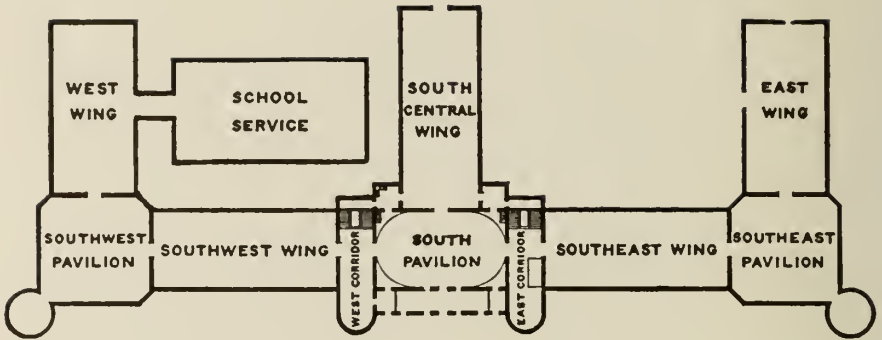 WEST
WING
SCHOOL
SERVICE
SOUTH
CENTRAL
WING
EAST
WING
SOUTHWEST
PAVILION
SOUTHWEST WING
WEST CORRIDOR
SOUTH
PAVILION
EAST CORRIDOR
SOUTHEAST WING
SOUTHEAST
PAVILION